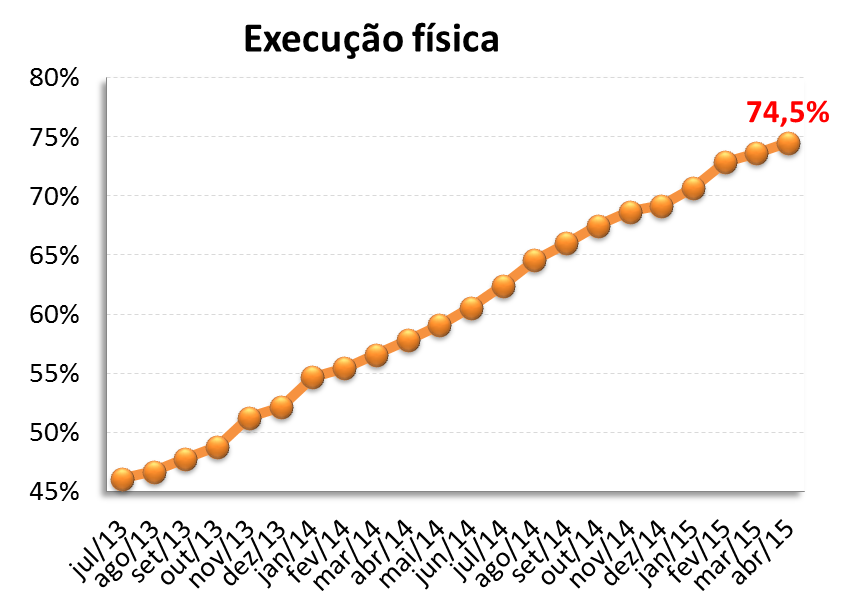 Execução física
80%
75%
70%
65%
60%
55%
50%
45%
74,5%
jul/13
ago/13
set/13
out/13
nov/13
dez/13
jan/14
fev/14
mar/14
abr/14
mai/14
jun/14
jul/14
ago/14
set/14
out/14
nov/14
dez/14
jan/15
fev/15
mar/15
abr/15